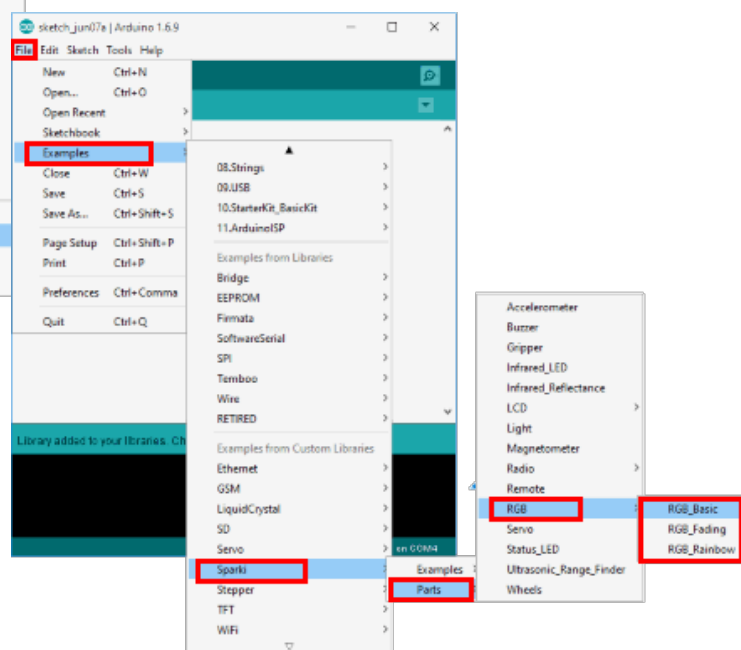 sketch_jun07a | Arduino 1.6.9
File Edit Sketch Tools Help
New Ctrl+N
Open... Ctrl+O
Open Recent
Sketchbook
Examples
Close Ctrl+W
Save Ctrl+S
Save As... Ctrl+Shift+S
Page Setup Ctrl+Shift+P
Print Ctrl+P
Preferences Ctrl+Comma
Quit Ctrl+Q
08.Strings
09.USB
10.StarterKit_BasicKit
11.ArduinoISP
Examples from Libraries
Bridge
EEPROM
Firmata
SoftwareSerial
SPI
Temboo
Wire
RETIRED
Examples from Custom Libraries
Ethernet
GSM
LiquidCrystal
SD
Servo
Sparki
Stepper
TFT
WiFi
Library added to your libraries. Ch
on COM4
Examples
Parts
Accelerometer
Buzzer
Gripper
Infrared_LED
Infrared_Reflectance
LCD
Light
Magnetometer
Radio
Remote
RGB
Servo
Status_LED
Ultrasonic_Range_Finder
Wheels
RGB_Basic
RGB_Fading
RGB_Rainbow